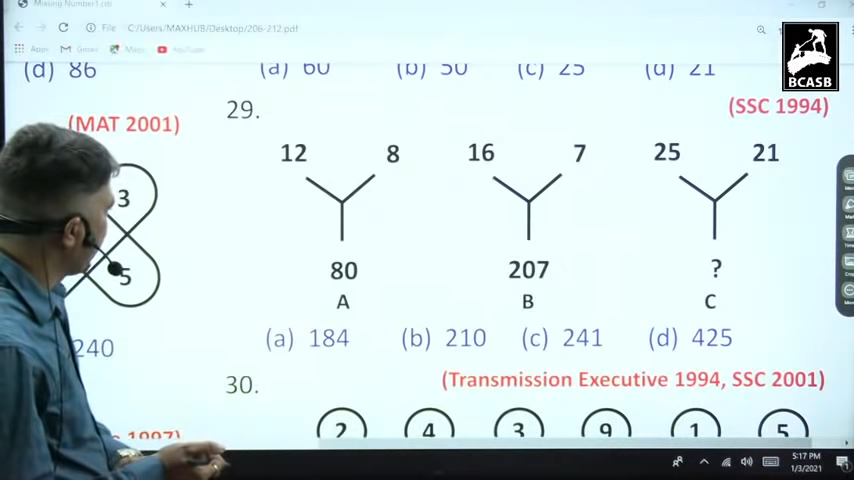 Missing Number1.cdr
File C:/Users/MAXHUB/Desktop/206-212.pdf
Apps Gmail Maps YouTube
BCASB
(d) 86 (a) 60 (b) 50 (c) 25 (d) 21
29. (SSC 1994)
(MAT 2001)
12 8 16 7 25 21
3
80 207 ?
5
A B C
240 (a) 184 (b) 210 (c) 241 (d) 425
30. (Transmission Executive 1994, SSC 2001)
2 4 3 9 1 5
1997)
5:17 PM
1/3/2021